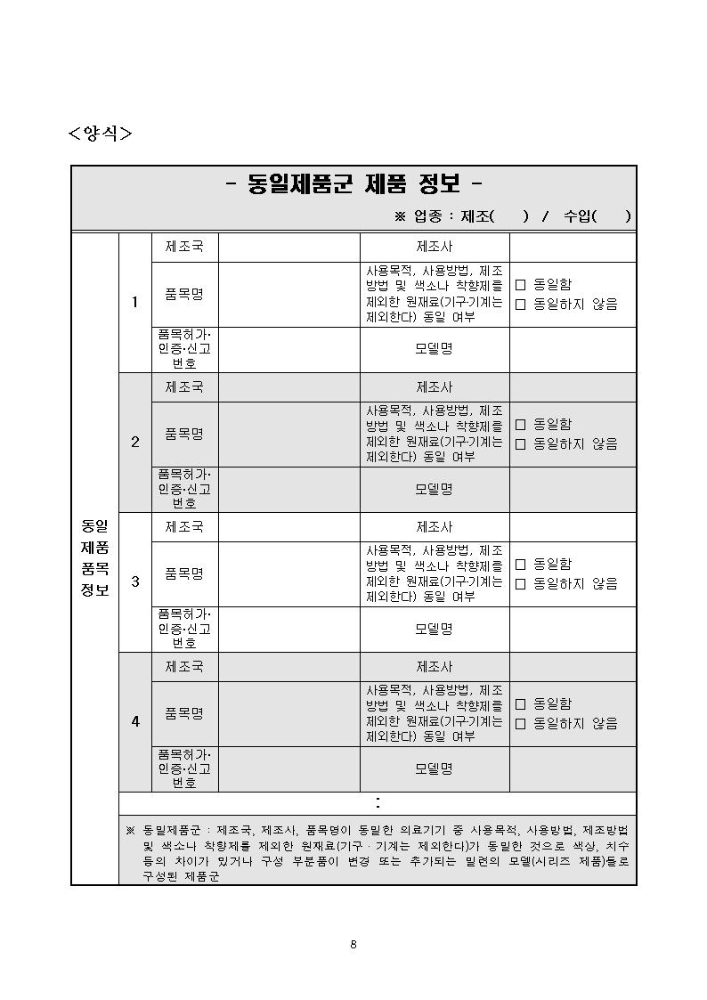 <양식>
- 동일제품군 제품 정보 -
※ 업종 : 제조(    ) / 수입(    )
동일
제품
품목
정보
1
제조국
제조사
품목명
사용목적, 사용방법, 제조
방법 및 색소나 착향제를
제외한 원재료(기구·기계는
제외한다) 동일 여부
□ 동일함
□ 동일하지 않음
품목허가·
인증·신고
번호
모델명
2
제조국
제조사
품목명
사용목적, 사용방법, 제조
방법 및 색소나 착향제를
제외한 원재료(기구·기계는
제외한다) 동일 여부
□ 동일함
□ 동일하지 않음
품목허가·
인증·신고
번호
모델명
3
제조국
제조사
품목명
사용목적, 사용방법, 제조
방법 및 색소나 착향제를
제외한 원재료(기구·기계는
제외한다) 동일 여부
□ 동일함
□ 동일하지 않음
품목허가·
인증·신고
번호
모델명
4
제조국
제조사
품목명
사용목적, 사용방법, 제조
방법 및 색소나 착향제를
제외한 원재료(기구·기계는
제외한다) 동일 여부
□ 동일함
□ 동일하지 않음
품목허가·
인증·신고
번호
모델명
:
※ 동일제품군 : 제조국, 제조사, 품목명이 동일한 의료기기 중 사용목적, 사용방법, 제조방법
및 색소나 착향제를 제외한 원재료(기구·기계는 제외한다)가 동일한 것으로 색상, 치수
등의 차이가 있거나 구성 부분품이 변경 또는 추가되는 일련의 모델(시리즈 제품)들로
구성된 제품군
8